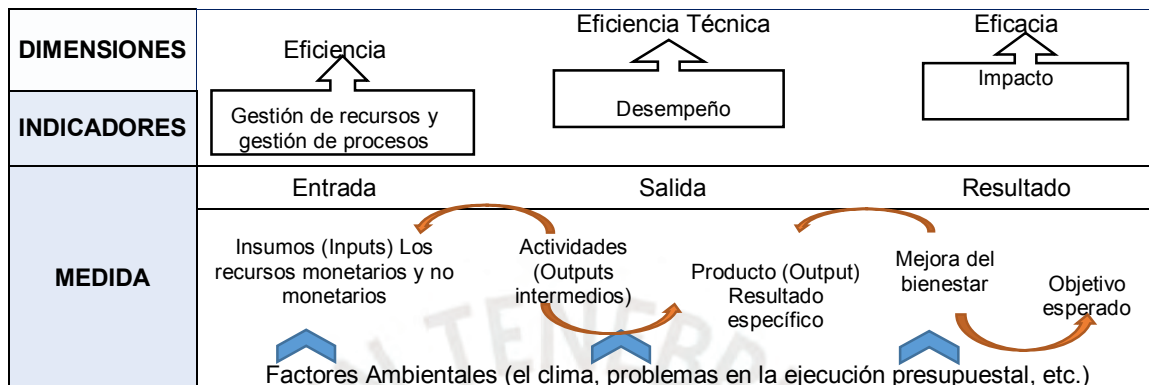 DIMENSIONES
Eficiencia
Eficiencia Técnica
Eficacia
INDICADORES
Gestión de recursos y
gestión de procesos
Desempeño
Impacto
MEDIDA
Entrada
Salida
Resultado
Insumos (Inputs) Los
recursos monetarios y no
monetarios
Actividades
(Outputs
intermedios)
Producto (Output)
Resultado
específico
Mejora del
bienestar
Objetivo
esperado
TENEBR
Factores Ambientales (el clima, problemas en la ejecución presupuestal, etc.)